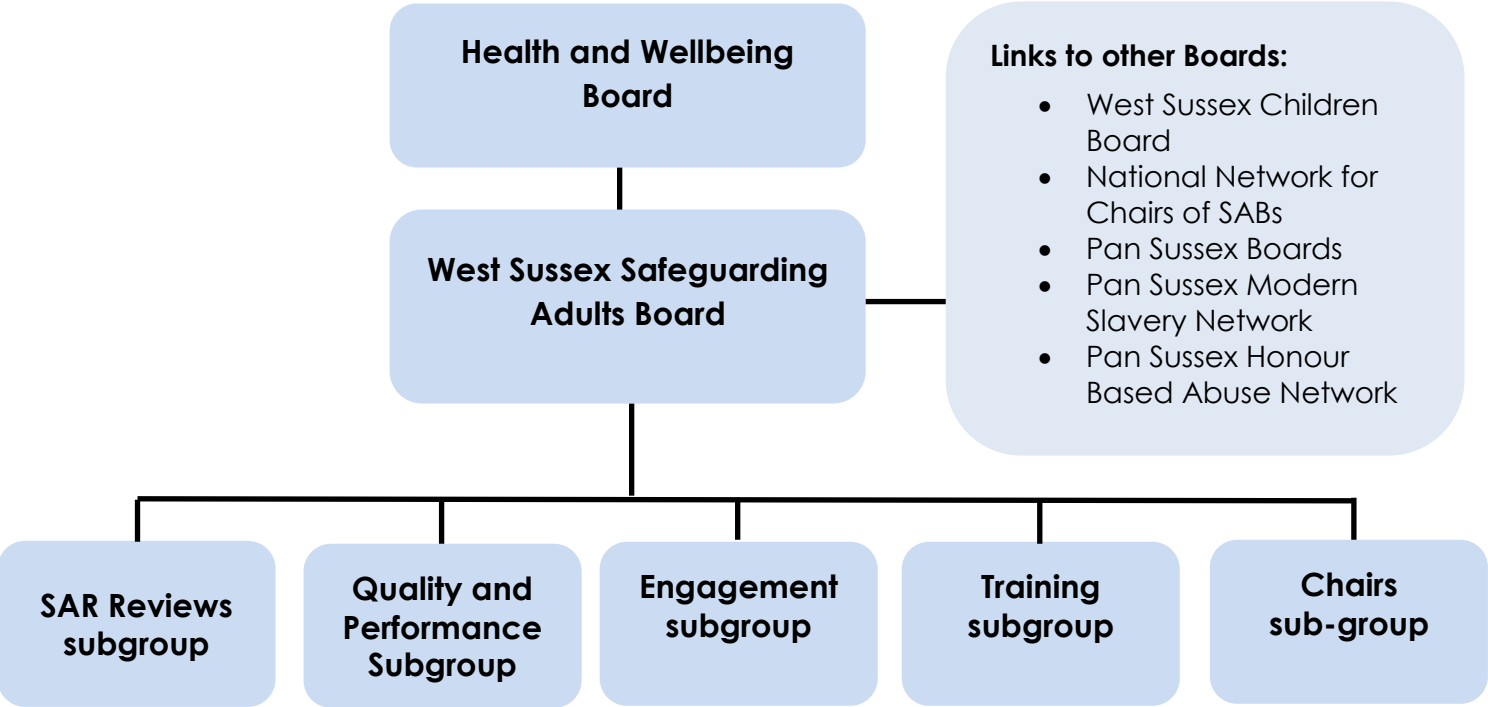 Health and Wellbeing
Board
Links to other Boards:
• West Sussex Children
Board
• National Network for
Chairs of SABs
• Pan Sussex Boards
• Pan Sussex Modern
Slavery Network
• Pan Sussex Honour
Based Abuse Network
West Sussex Safeguarding
Adults Board
SAR Reviews
subgroup
Quality and
Performance
Subgroup
Engagement
subgroup
Training
subgroup
Chairs
sub-group